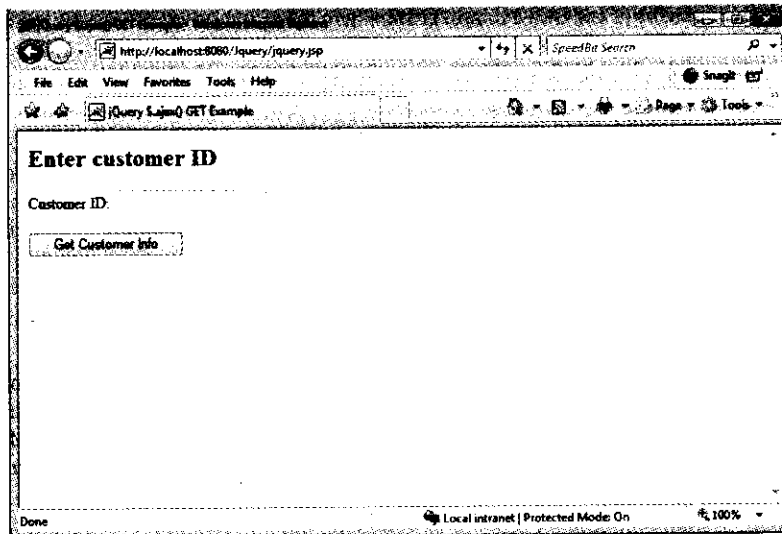 http://localhost:8080/Jquery/jquery.jsp
SpeedBit Search
File Edit View Favorites Tools Help
Snagit
jQuery $.ajax() GET Example
Page Tools
Enter customer ID
Customer ID:
Get Customer Info
Done
Local intranet | Protected Mode: On
100%